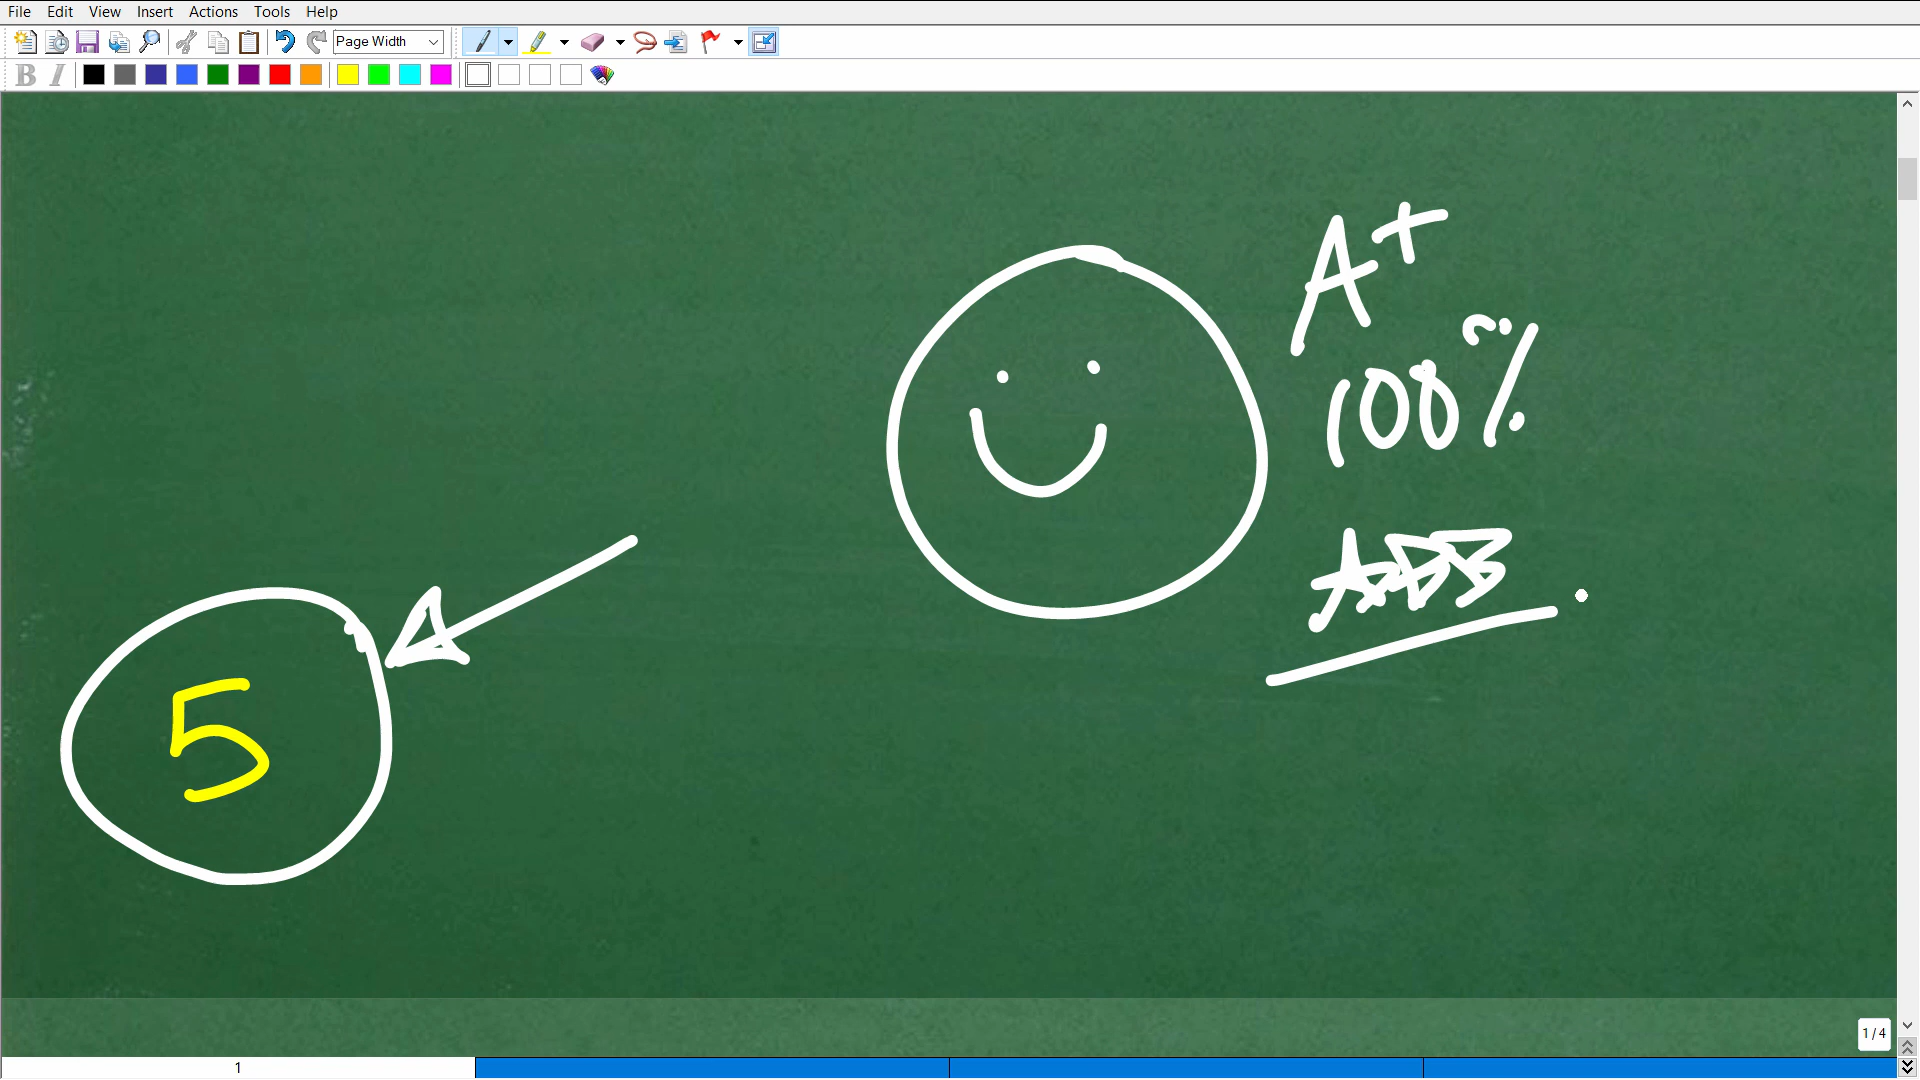 File Edit View Insert Actions Tools Help
Page Width
B I
A+
100%
5
1/4
1